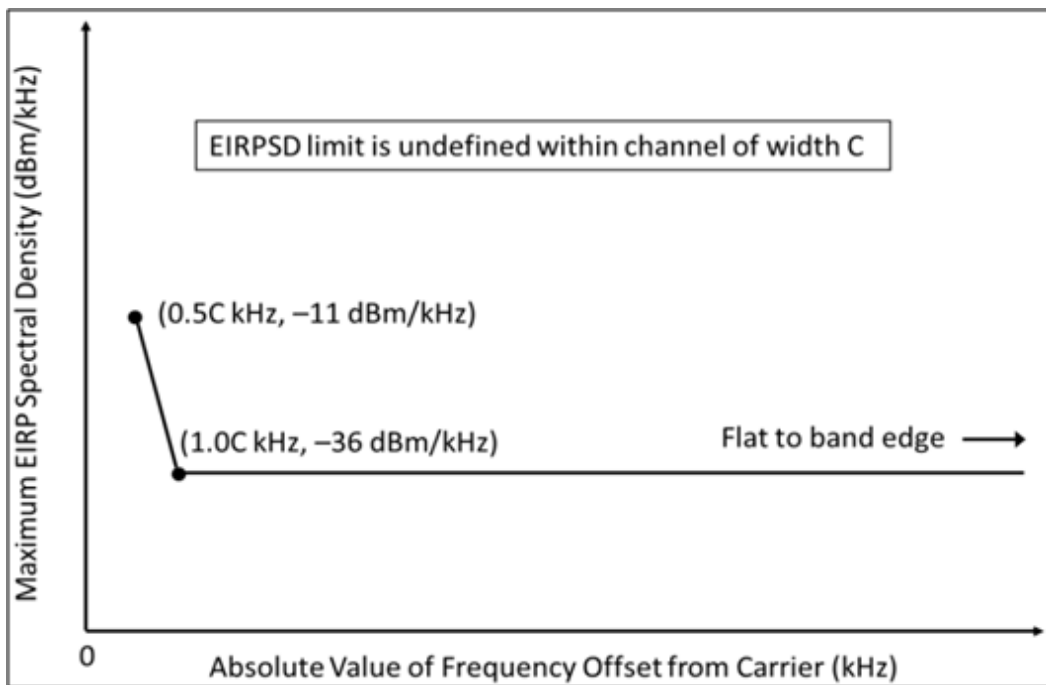 Maximum EIRP Spectral Density (dBm/kHz)
EIRPSD limit is undefined within channel of width C
(0.5C kHz, −11 dBm/kHz)
(1.0C kHz, −36 dBm/kHz)
Flat to band edge
0
Absolute Value of Frequency Offset from Carrier (kHz)